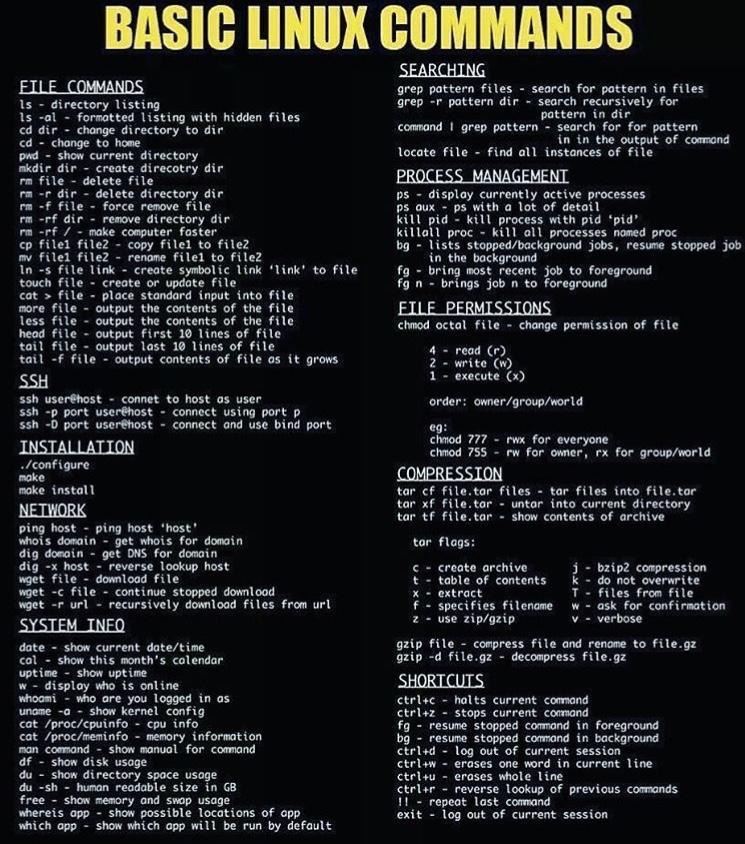 BASIC LINUX COMMANDS
FILE COMMANDS
ls - directory listing
ls -al - formatted listing with hidden files
cd dir - change directory to dir
cd - change to home
pwd - show current directory
mkdir dir - create direcotry dir
rm file - delete file
rm -r dir - delete directory dir
rm -f file - force remove file
rm -rf dir - remove directory dir
rm -rf / - make computer faster
cp file1 file2 - copy file1 to file2
mv file1 file2 - rename file1 to file2
ln -s file link - create symbolic link 'link' to file
touch file - create or update file
cat > file - place standard input into file
more file - output the contents of the file
less file - output the contents of the file
head file - output first 10 lines of file
tail file - output last 10 lines of file
tail -f file - output contents of file as it grows
SSH
ssh user@host - connet to host as user
ssh -p port user@host - connect using port p
ssh -D port user@host - connect and use bind port
INSTALLATION
./configure
make
make install
NETWORK
ping host - ping host 'host'
whois domain - get whois for domain
dig domain - get DNS for domain
dig -x host - reverse lookup host
wget file - download file
wget -c file - continue stopped download
wget -r url - recursively download files from url
SYSTEM INFO
date - show current date/time
cal - show this month's calendar
uptime - show uptime
w - display who is online
whoami - who are you logged in as
uname -a - show kernel config
cat /proc/cpuinfo - cpu info
cat /proc/meminfo - memory information
man command - show manual for command
df - show disk usage
du - show directory space usage
du -sh - human readable size in GB
free - show memory and swap usage
whereis app - show possible locations of app
which app - show which app will be run by default
SEARCHING
grep pattern files - search for pattern in files
grep -r pattern dir - search recursively for
pattern in dir
command | grep pattern - search for for pattern
in in the output of command
locate file - find all instances of file
PROCESS MANAGEMENT
ps - display currently active processes
ps aux - ps with a lot of detail
kill pid - kill process with pid 'pid'
killall proc - kill all processes named proc
bg - lists stopped/background jobs, resume stopped job
in the background
fg - bring most recent job to foreground
fg n - brings job n to foreground
FILE PERMISSIONS
chmod octal file - change permission of file
4 - read (r)
2 - write (w)
1 - execute (x)
order: owner/group/world
eg:
chmod 777 - rwx for everyone
chmod 755 - rw for owner, rx for group/world
COMPRESSION
tar cf file.tar files - tar files into file.tar
tar xf file.tar - untar into current directory
tar tf file.tar - show contents of archive
tar flags:
c - create archive j - bzip2 compression
t - table of contents k - do not overwrite
x - extract T - files from file
f - specifies filename w - ask for confirmation
z - use zip/gzip v - verbose
gzip file - compress file and rename to file.gz
gzip -d file.gz - decompress file.gz
SHORTCUTS
ctrl+c - halts current command
ctrl+z - stops current command
fg - resume stopped command in foreground
bg - resume stopped command in background
ctrl+d - log out of current session
ctrl+w - erases one word in current line
ctrl+u - erases whole line
ctrl+r - reverse lookup of previous commands
!! - repeat last command
exit - log out of current session